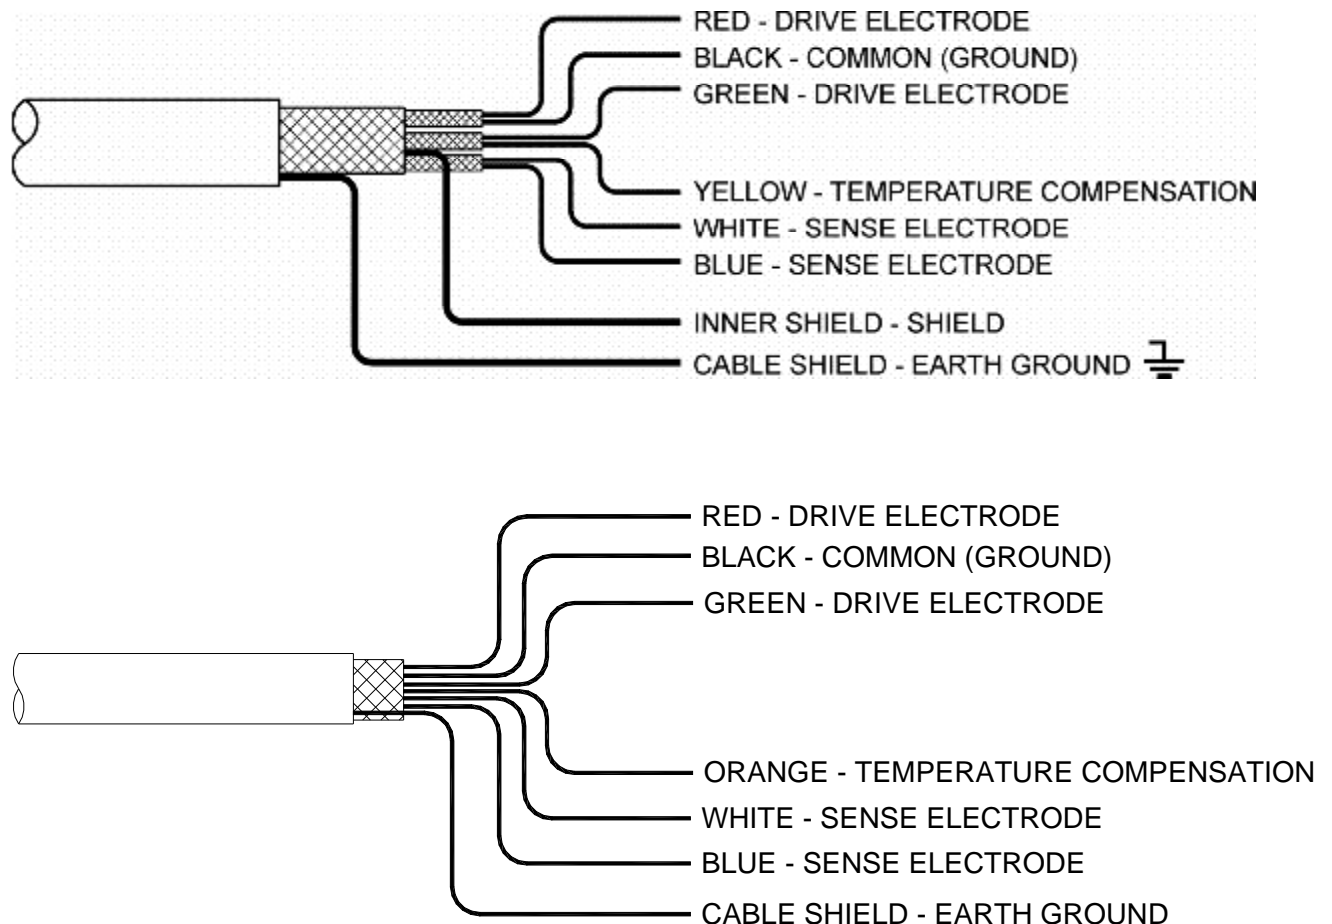 RED - DRIVE ELECTRODE
BLACK - COMMON (GROUND)
GREEN - DRIVE ELECTRODE
YELLOW - TEMPERATURE COMPENSATION
WHITE - SENSE ELECTRODE
BLUE - SENSE ELECTRODE
INNER SHIELD - SHIELD
CABLE SHIELD - EARTH GROUND
RED - DRIVE ELECTRODE
BLACK - COMMON (GROUND)
GREEN - DRIVE ELECTRODE
ORANGE - TEMPERATURE COMPENSATION
WHITE - SENSE ELECTRODE
BLUE - SENSE ELECTRODE
CABLE SHIELD - EARTH GROUND